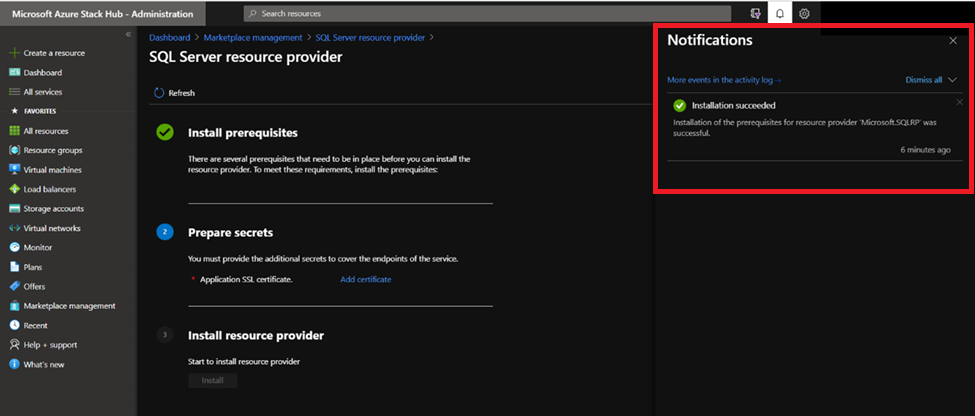 Microsoft Azure Stack Hub - Administration
Search resources
«
Create a resource
Dashboard
All services
FAVORITES
All resources
Resource groups
Virtual machines
Load balancers
Storage accounts
Virtual networks
Monitor
Plans
Offers
Marketplace management
Recent
Help + support
What's new
Dashboard > Marketplace management > SQL Server resource provider >
SQL Server resource provider
Refresh
Install prerequisites
There are several prerequisites that need to be in place before you can install the
resource provider. To meet these requirements, install the prerequisites:
2 Prepare secrets
You must provide the additional secrets to cover the endpoints of the service.
* Application SSL certificate. Add certificate
3 Install resource provider
Start to install resource provider
Install
Notifications
More events in the activity log → Dismiss all
Installation succeeded
Installation of the prerequisites for resource provider 'Microsoft.SQLRP' was
successful.
6 minutes ago